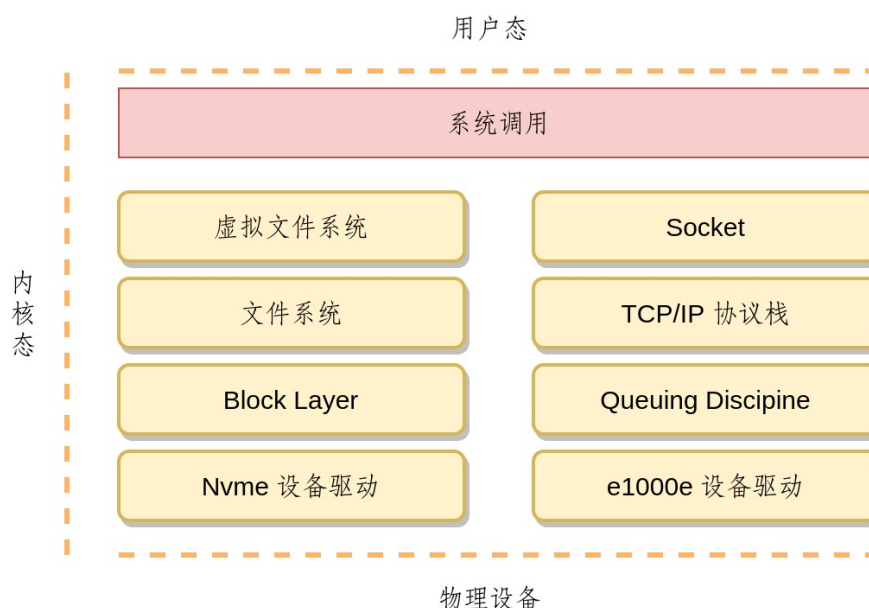 用户态
系统调用
虚拟文件系统
Socket
内核态
文件系统
TCP/IP 协议栈
Block Layer
Queuing Discipine
Nvme 设备驱动
e1000e 设备驱动
物理设备